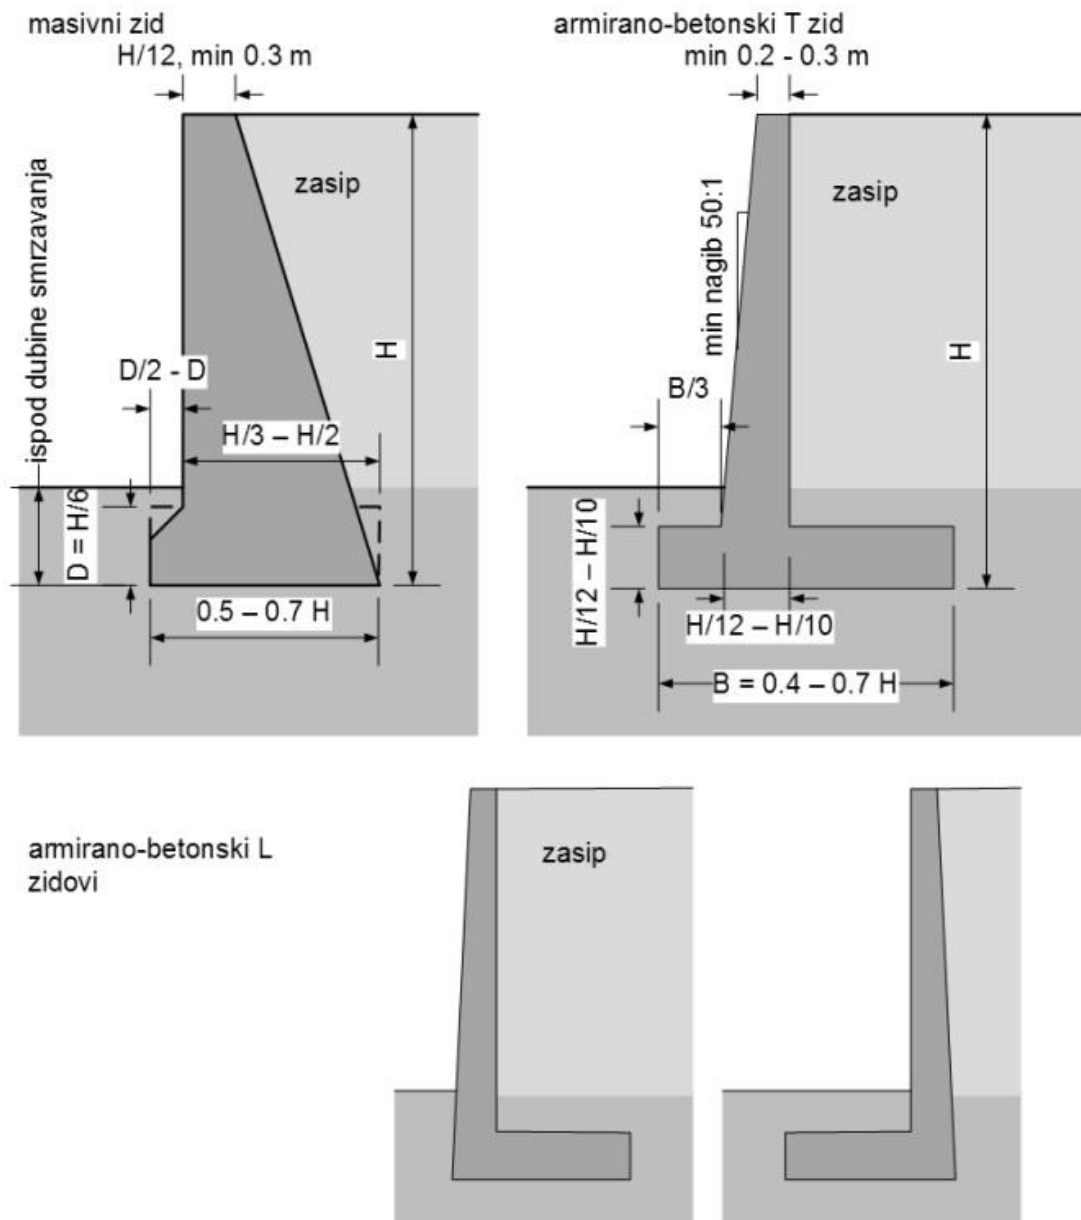 masivni zid
H/12, min 0.3 m
armirano-betonski T zid
min 0.2 - 0.3 m
ispod dubine smrzavanja
zasip
H
D/2 - D
H/3 – H/2
D = H/6
0.5 – 0.7 H
min nagib 50:1
zasip
H
B/3
H/12 – H/10
H/12 – H/10
B = 0.4 – 0.7 H
armirano-betonski L
zidovi
zasip